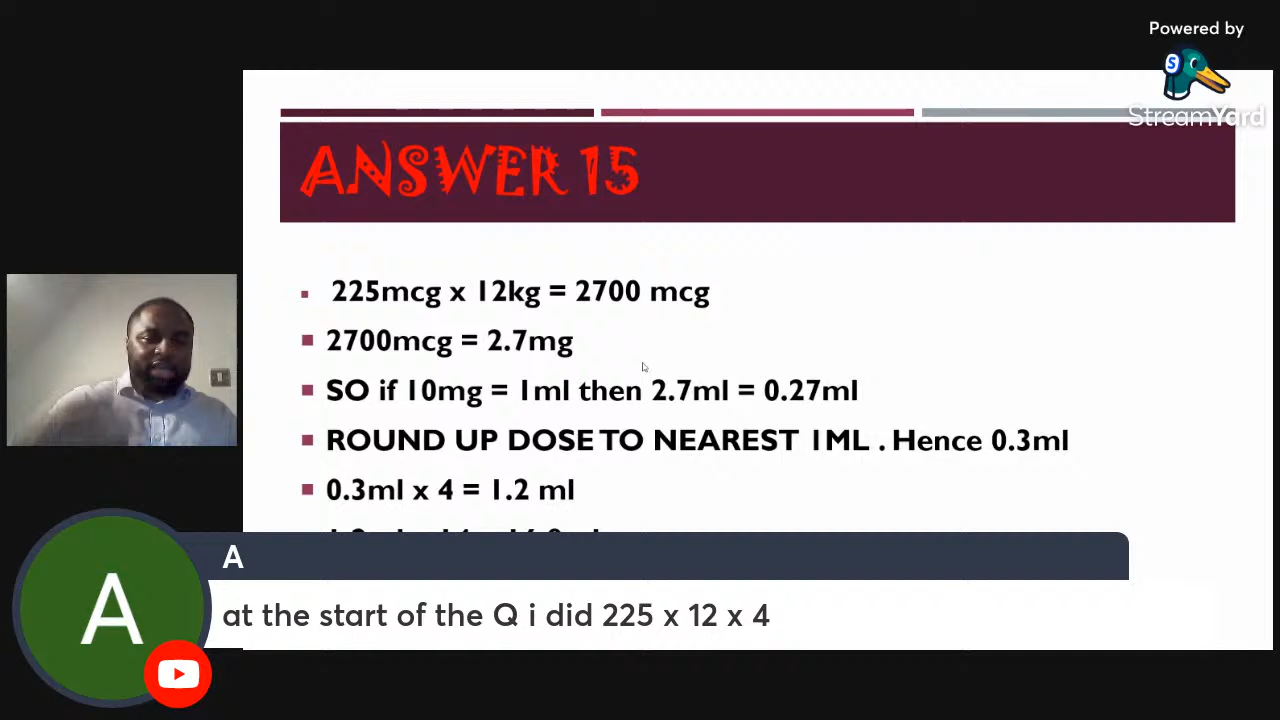 Powered by
StreamYard
ANSWER 15
225mcg x 12kg = 2700 mcg
2700mcg = 2.7mg
SO if 10mg = 1ml then 2.7ml = 0.27ml
ROUND UP DOSE TO NEAREST 1ML . Hence 0.3ml
0.3ml x 4 = 1.2 ml
A
A
at the start of the Q i did 225 x 12 x 4